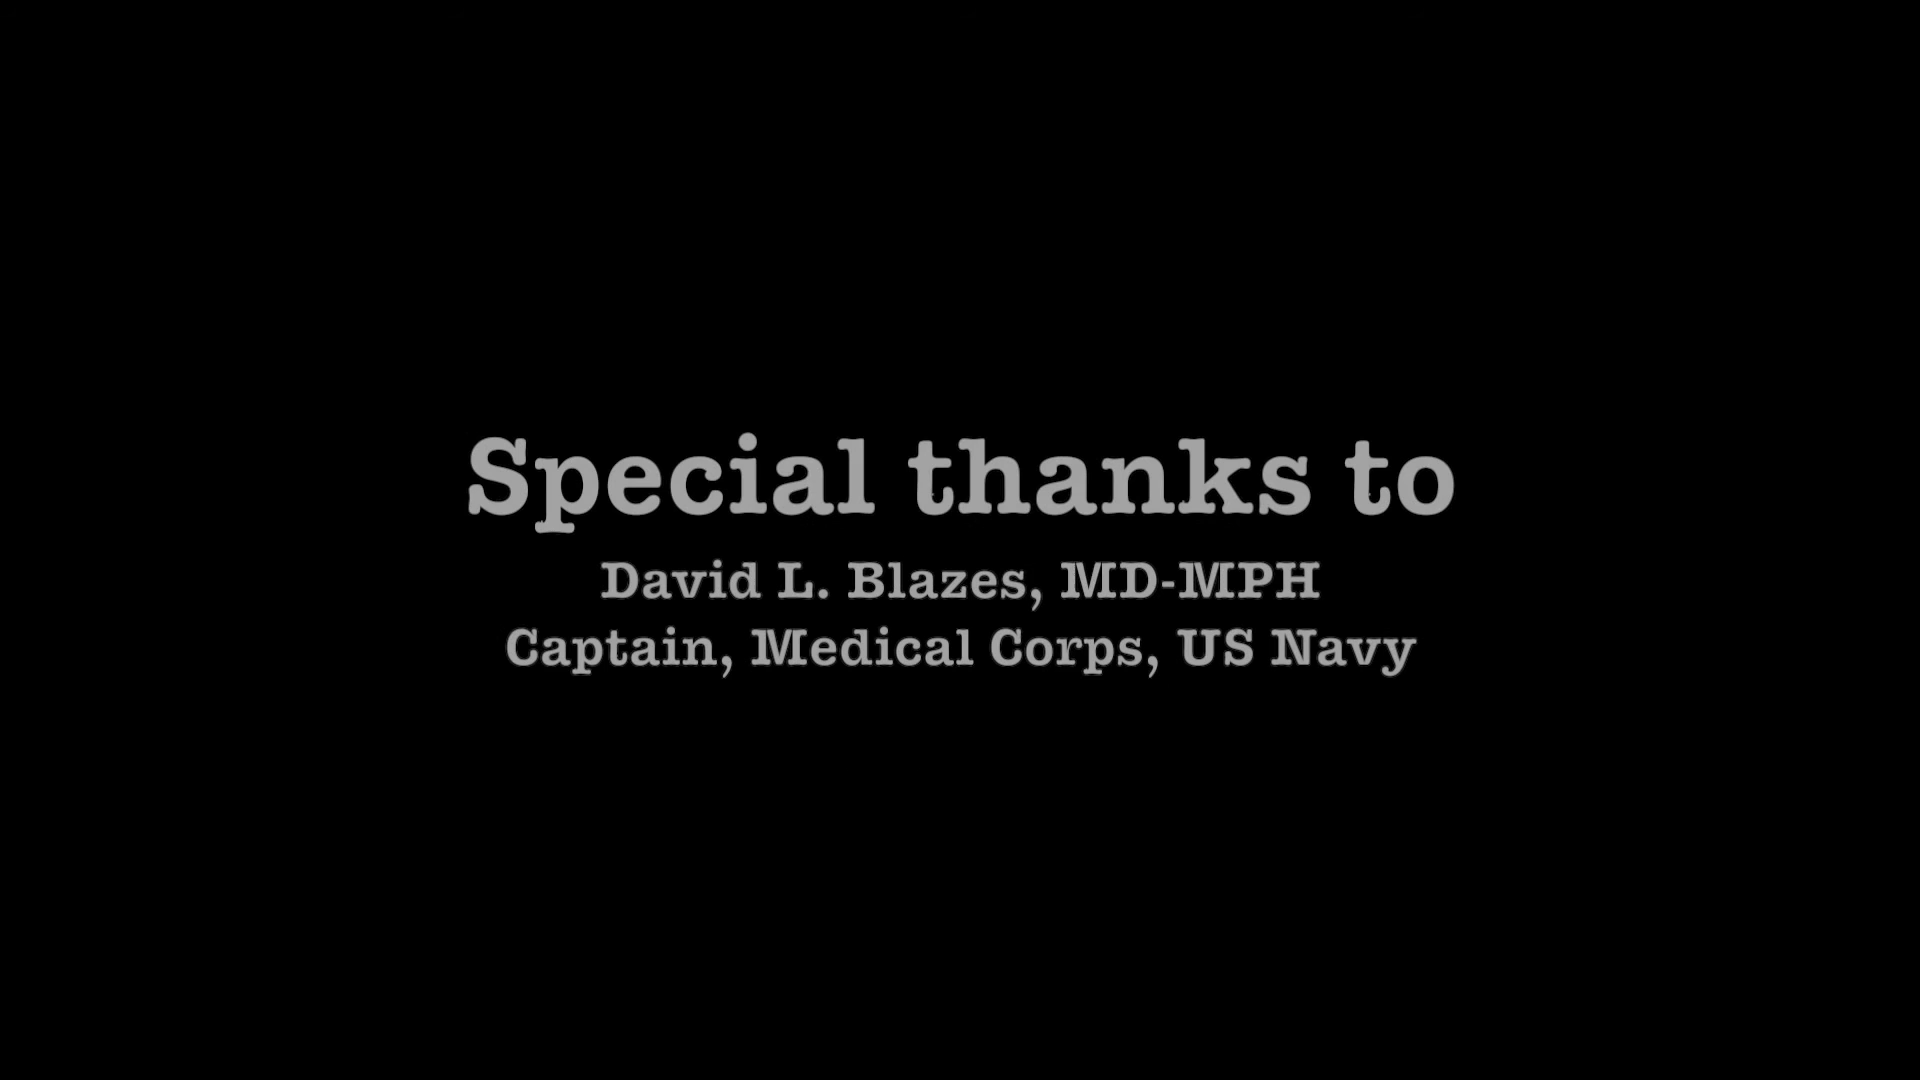 Special thanks to
David L. Blazes, MD-MPH
Captain, Medical Corps, US Navy